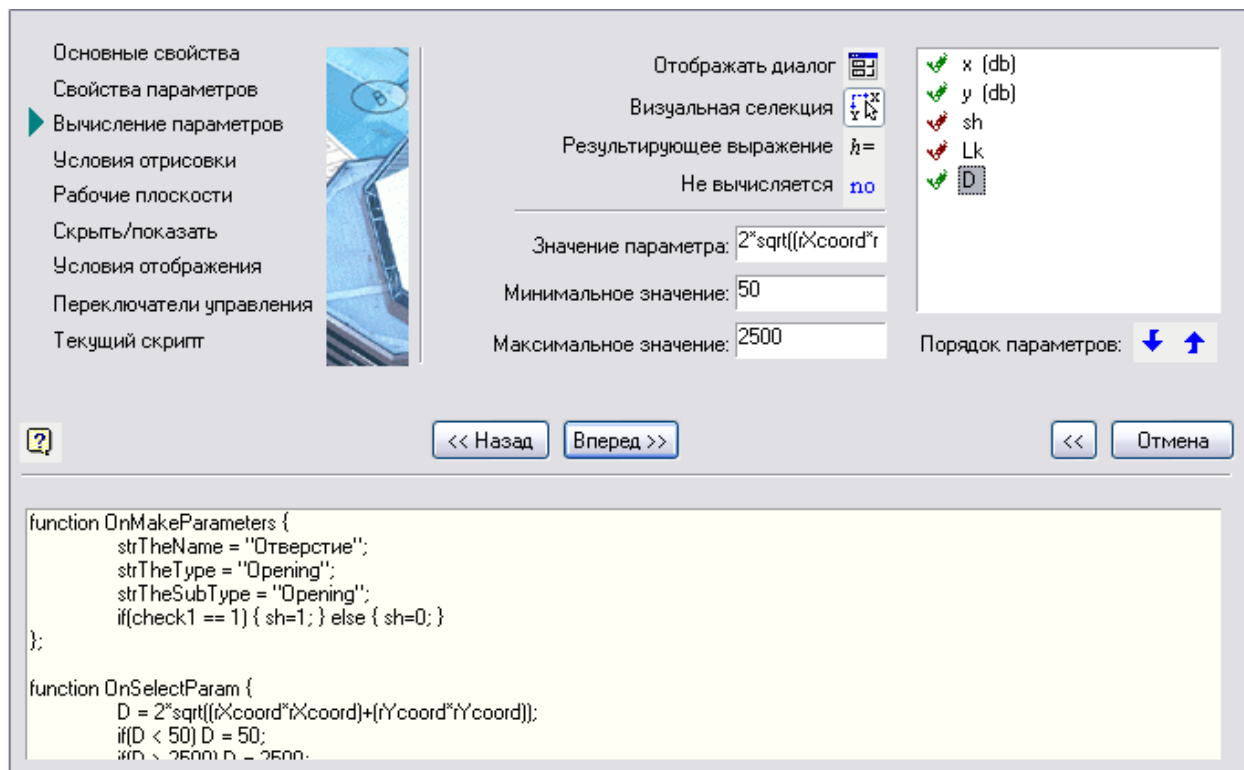 Основные свойства
Свойства параметров
Вычисление параметров
Условия отрисовки
Рабочие плоскости
Скрыть/показать
Условия отображения
Переключатели управления
Текущий скрипт
B
Отображать диалог
Визуальная селекция
Результирующее выражение h=
Не вычисляется no
Значение параметра: 2*sqrt((rXcoord*r
Минимальное значение: 50
Максимальное значение: 2500
x (db)
y (db)
sh
Lk
D
Порядок параметров:
<< Назад
Вперед >>
<<
Отмена
function OnMakeParameters {
strTheName = "Отверстие";
strTheType = "Opening";
strTheSubType = "Opening";
if(check1 == 1) { sh=1; } else { sh=0; }
};
function OnSelectParam {
D = 2*sqrt((rXcoord*rXcoord)+(rYcoord*rYcoord));
if(D < 50) D = 50;
if(D > 2500) D = 2500;